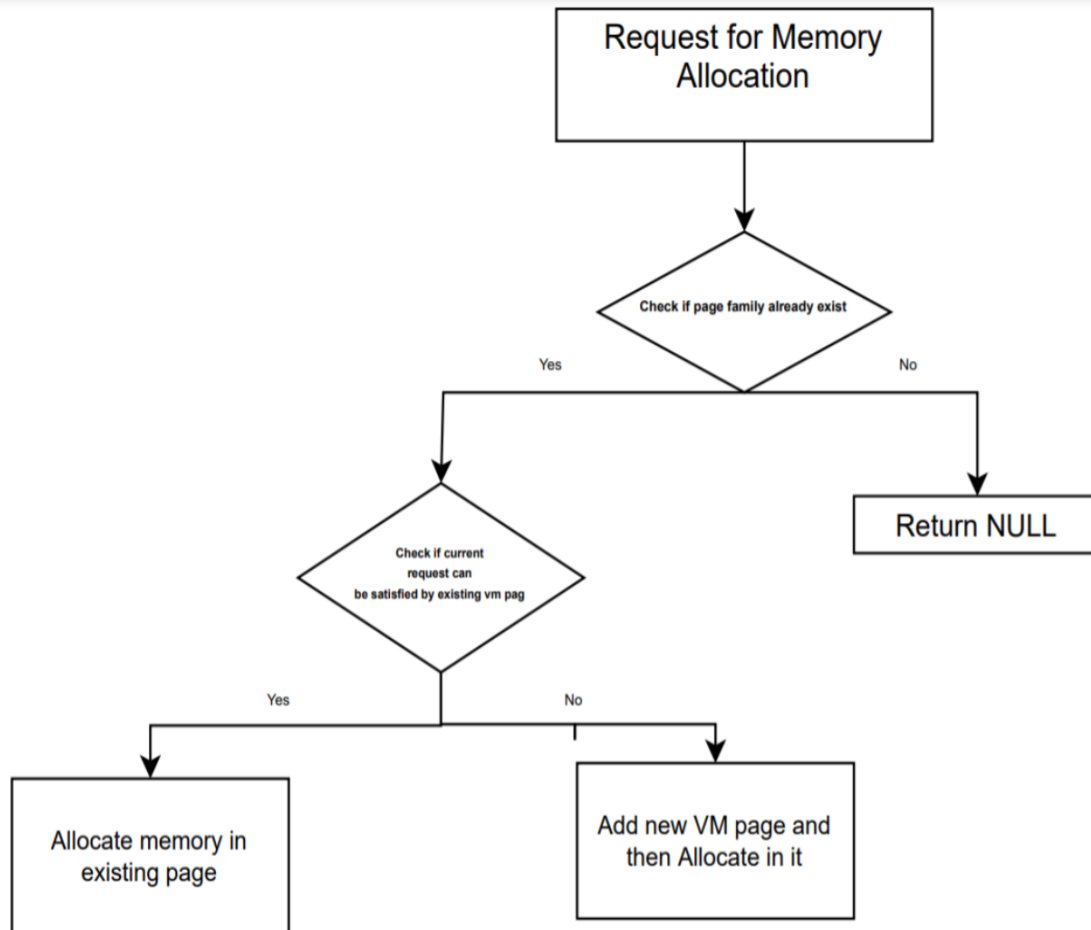 Request for Memory
Allocation
Check if page family already exist
Yes
No
Return NULL
Check if current
request can
be satisfied by existing vm pag
Yes
No
Allocate memory in
existing page
Add new VM page and
then Allocate in it